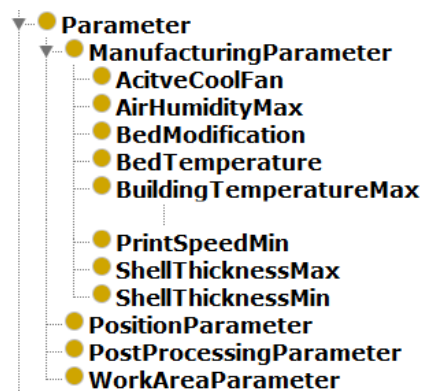 Parameter
ManufacturingParameter
AcitveCoolFan
AirHumidityMax
BedModification
BedTemperature
BuildingTemperatureMax
PrintSpeedMin
ShellThicknessMax
ShellThicknessMin
PositionParameter
PostProcessingParameter
WorkAreaParameter